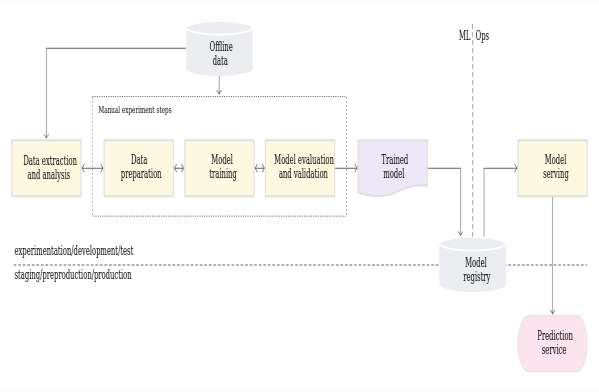 Offline
data
ML Ops
Manual experiment steps
Data extraction
and analysis
Data
preparation
Model
training
Model evaluation
and validation
Trained
model
Model
serving
experimentation/development/test
staging/preproduction/production
Model
registry
Prediction
service